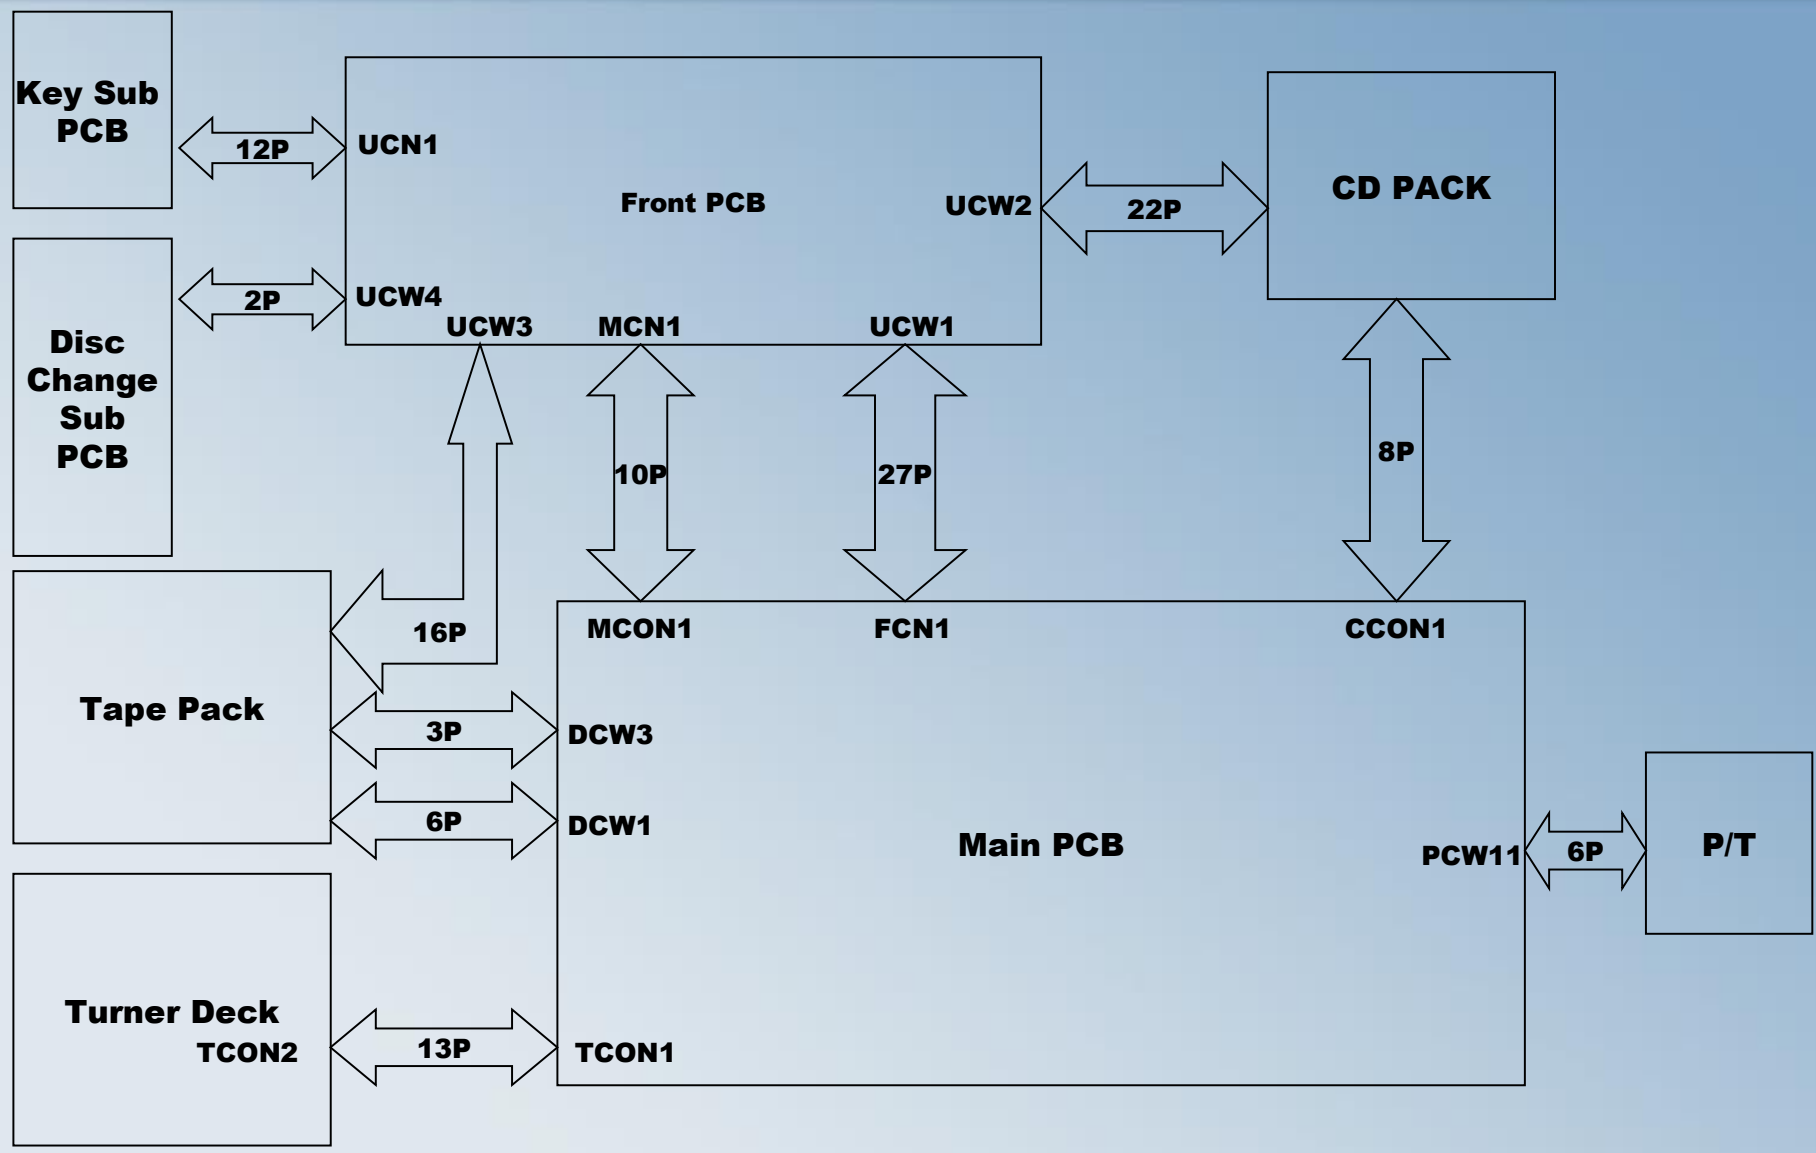 Key Sub
PCB
12P
UCN1
Front PCB
UCW2
22P
CD PACK
2P
UCW4
UCW3
MCN1
UCW1
Disc
Change
Sub
PCB
10P
27P
8P
16P
MCON1
FCN1
CCON1
Tape Pack
3P
DCW3
6P
DCW1
Main PCB
PCW11
6P
P/T
Turner Deck
TCON2
13P
TCON1